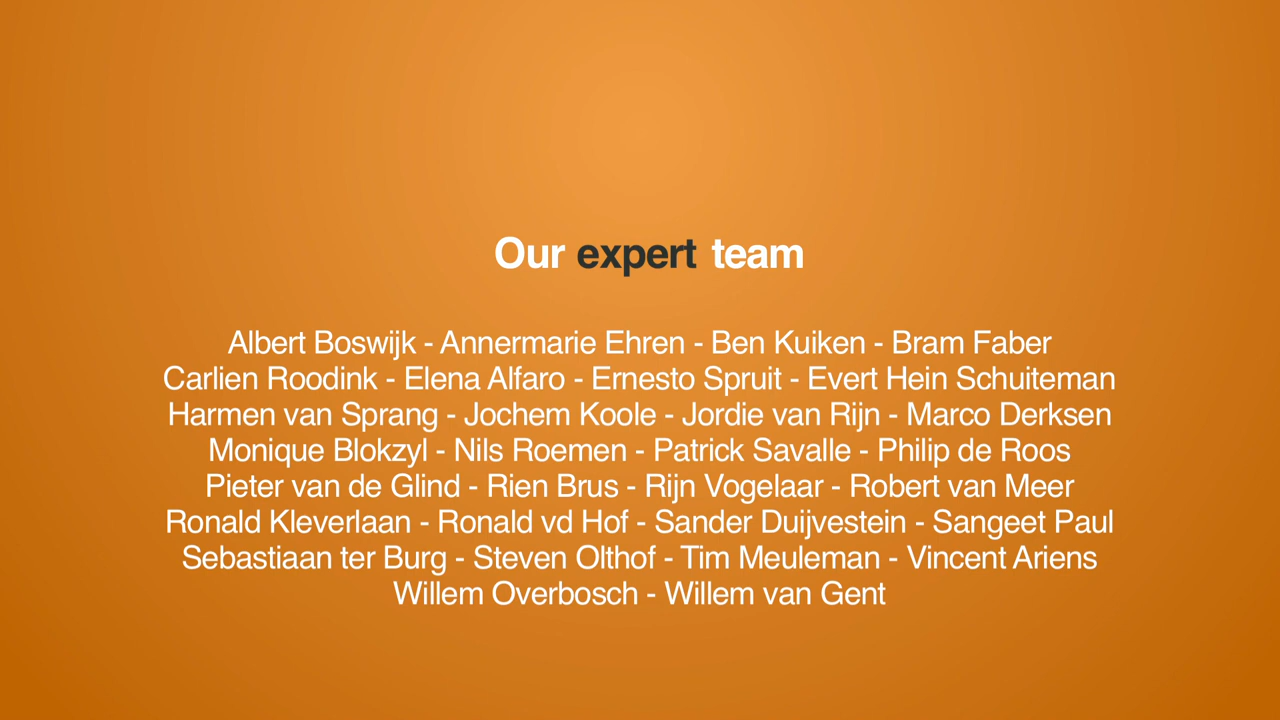 Our expert team
Albert Boswijk - Annermarie Ehren - Ben Kuiken - Bram Faber
Carlien Roodink - Elena Alfaro - Ernesto Spruit - Evert Hein Schuiteman
Harmen van Sprang - Jochem Koole - Jordie van Rijn - Marco Derksen
Monique Blokzyl - Nils Roemen - Patrick Savalle - Philip de Roos
Pieter van de Glind - Rien Brus - Rijn Vogelaar - Robert van Meer
Ronald Kleverlaan - Ronald vd Hof - Sander Duijvestein - Sangeet Paul
Sebastiaan ter Burg - Steven Olthof - Tim Meuleman - Vincent Ariens
Willem Overbosch - Willem van Gent